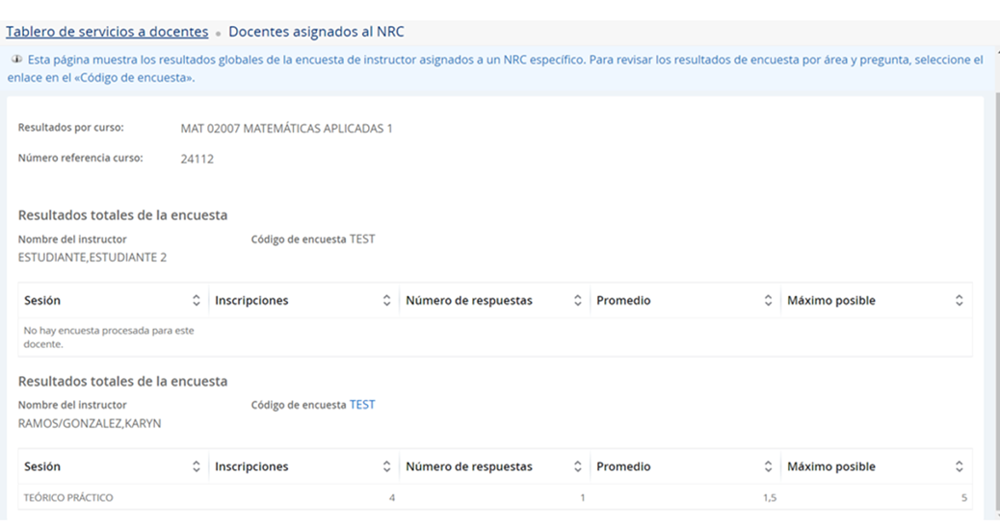 Tablero de servicios a docentes • Docentes asignados al NRC
Esta página muestra los resultados globales de la encuesta de instructor asignados a un NRC específico. Para revisar los resultados de encuesta por área y pregunta, seleccione el
enlace en el «Código de encuesta».
Resultados por curso: MAT 02007 MATEMÁTICAS APLICADAS 1
Número referencia curso: 24112
Resultados totales de la encuesta
Nombre del instructor Código de encuesta TEST
ESTUDIANTE,ESTUDIANTE 2
Sesión Inscripciones Número de respuestas Promedio Máximo posible
No hay encuesta procesada para este
docente.
Resultados totales de la encuesta
Nombre del instructor Código de encuesta TEST
RAMOS/GONZALEZ,KARYN
Sesión Inscripciones Número de respuestas Promedio Máximo posible
TEÓRICO PRÁCTICO 4 1 1,5 5